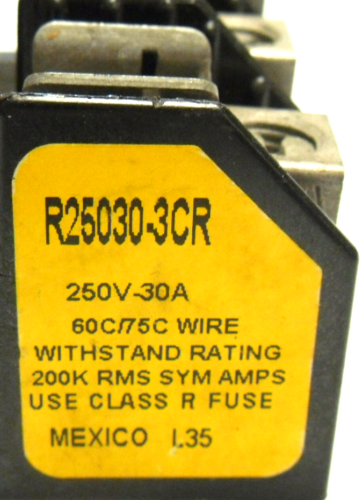 R25030-3CR
250V-30A
60C/75C WIRE
WITHSTAND RATING
200K RMS SYM AMPS
USE CLASS R FUSE
MEXICO I.35